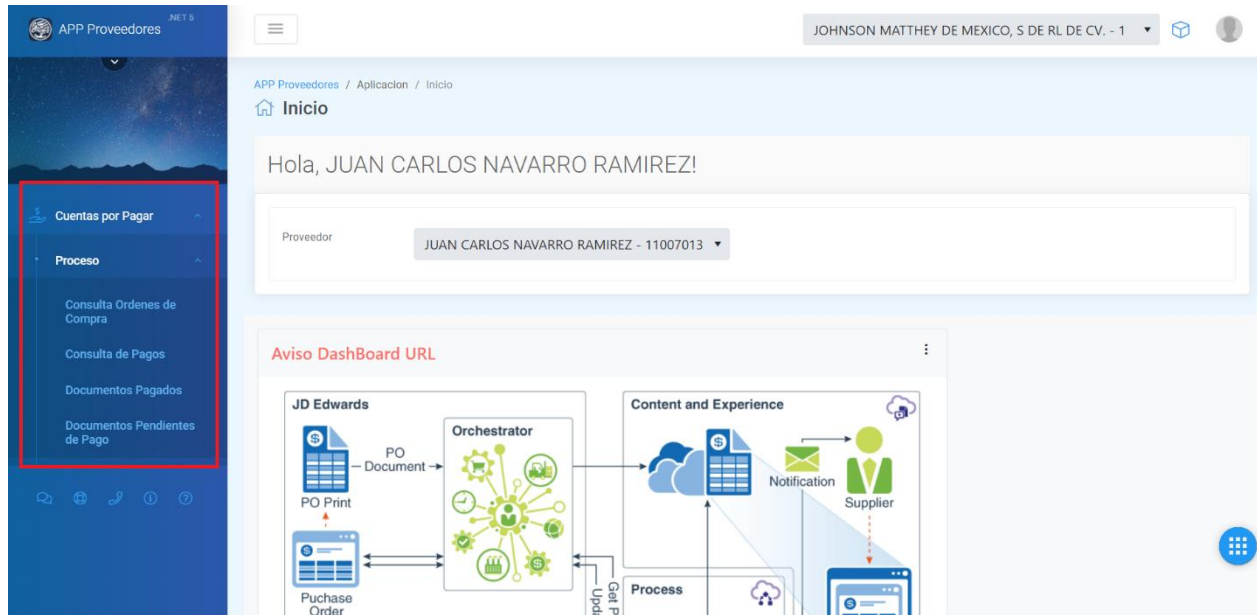 APP Proveedores .NET 5
JOHNSON MATTHEY DE MEXICO, S DE RL DE CV. - 1
APP Proveedores / Aplicacion / Inicio
Inicio
Hola, JUAN CARLOS NAVARRO RAMIREZ!
Cuentas por Pagar
Proceso
Consulta Ordenes de
Compra
Consulta de Pagos
Documentos Pagados
Documentos Pendientes
de Pago
Proveedor
JUAN CARLOS NAVARRO RAMIREZ - 11007013
Aviso DashBoard URL
JD Edwards
Orchestrator
PO
Document
PO Print
Puchase
Order
Content and Experience
Notification
Supplier
Process